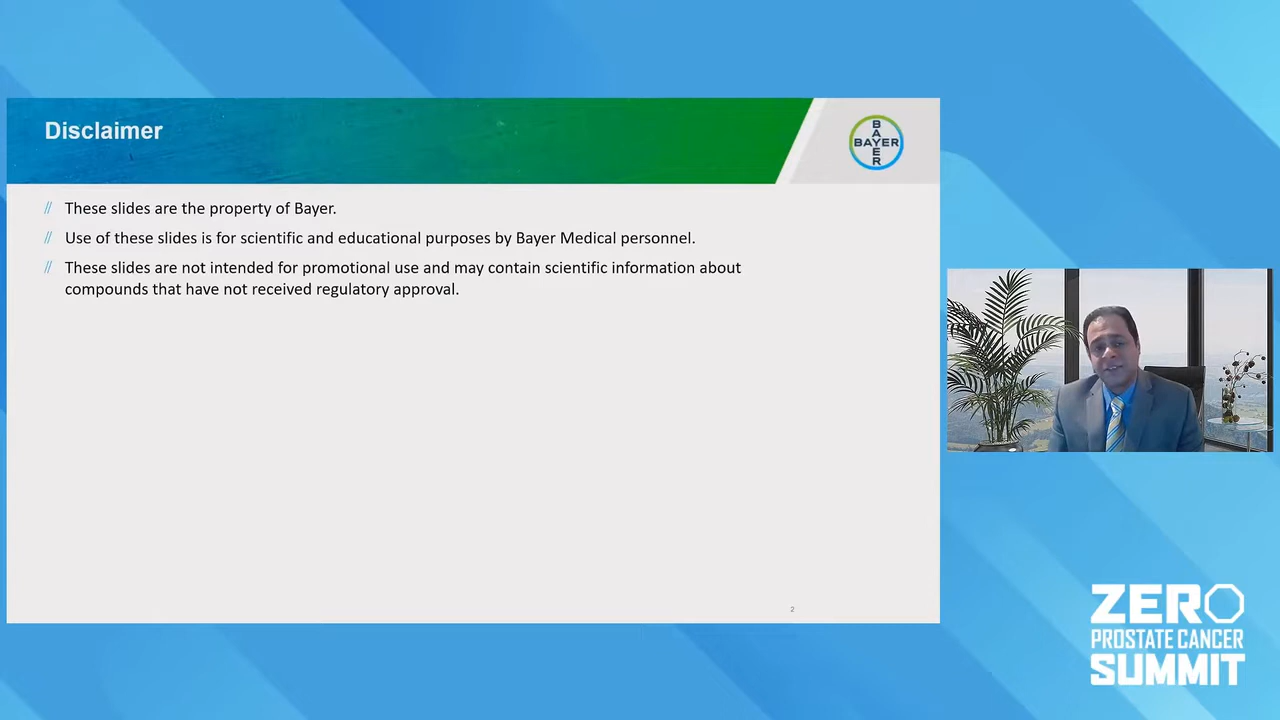 Disclaimer
BAYER
BAYER
// These slides are the property of Bayer.
// Use of these slides is for scientific and educational purposes by Bayer Medical personnel.
// These slides are not intended for promotional use and may contain scientific information about
compounds that have not received regulatory approval.
2
ZERO
PROSTATE CANCER
SUMMIT